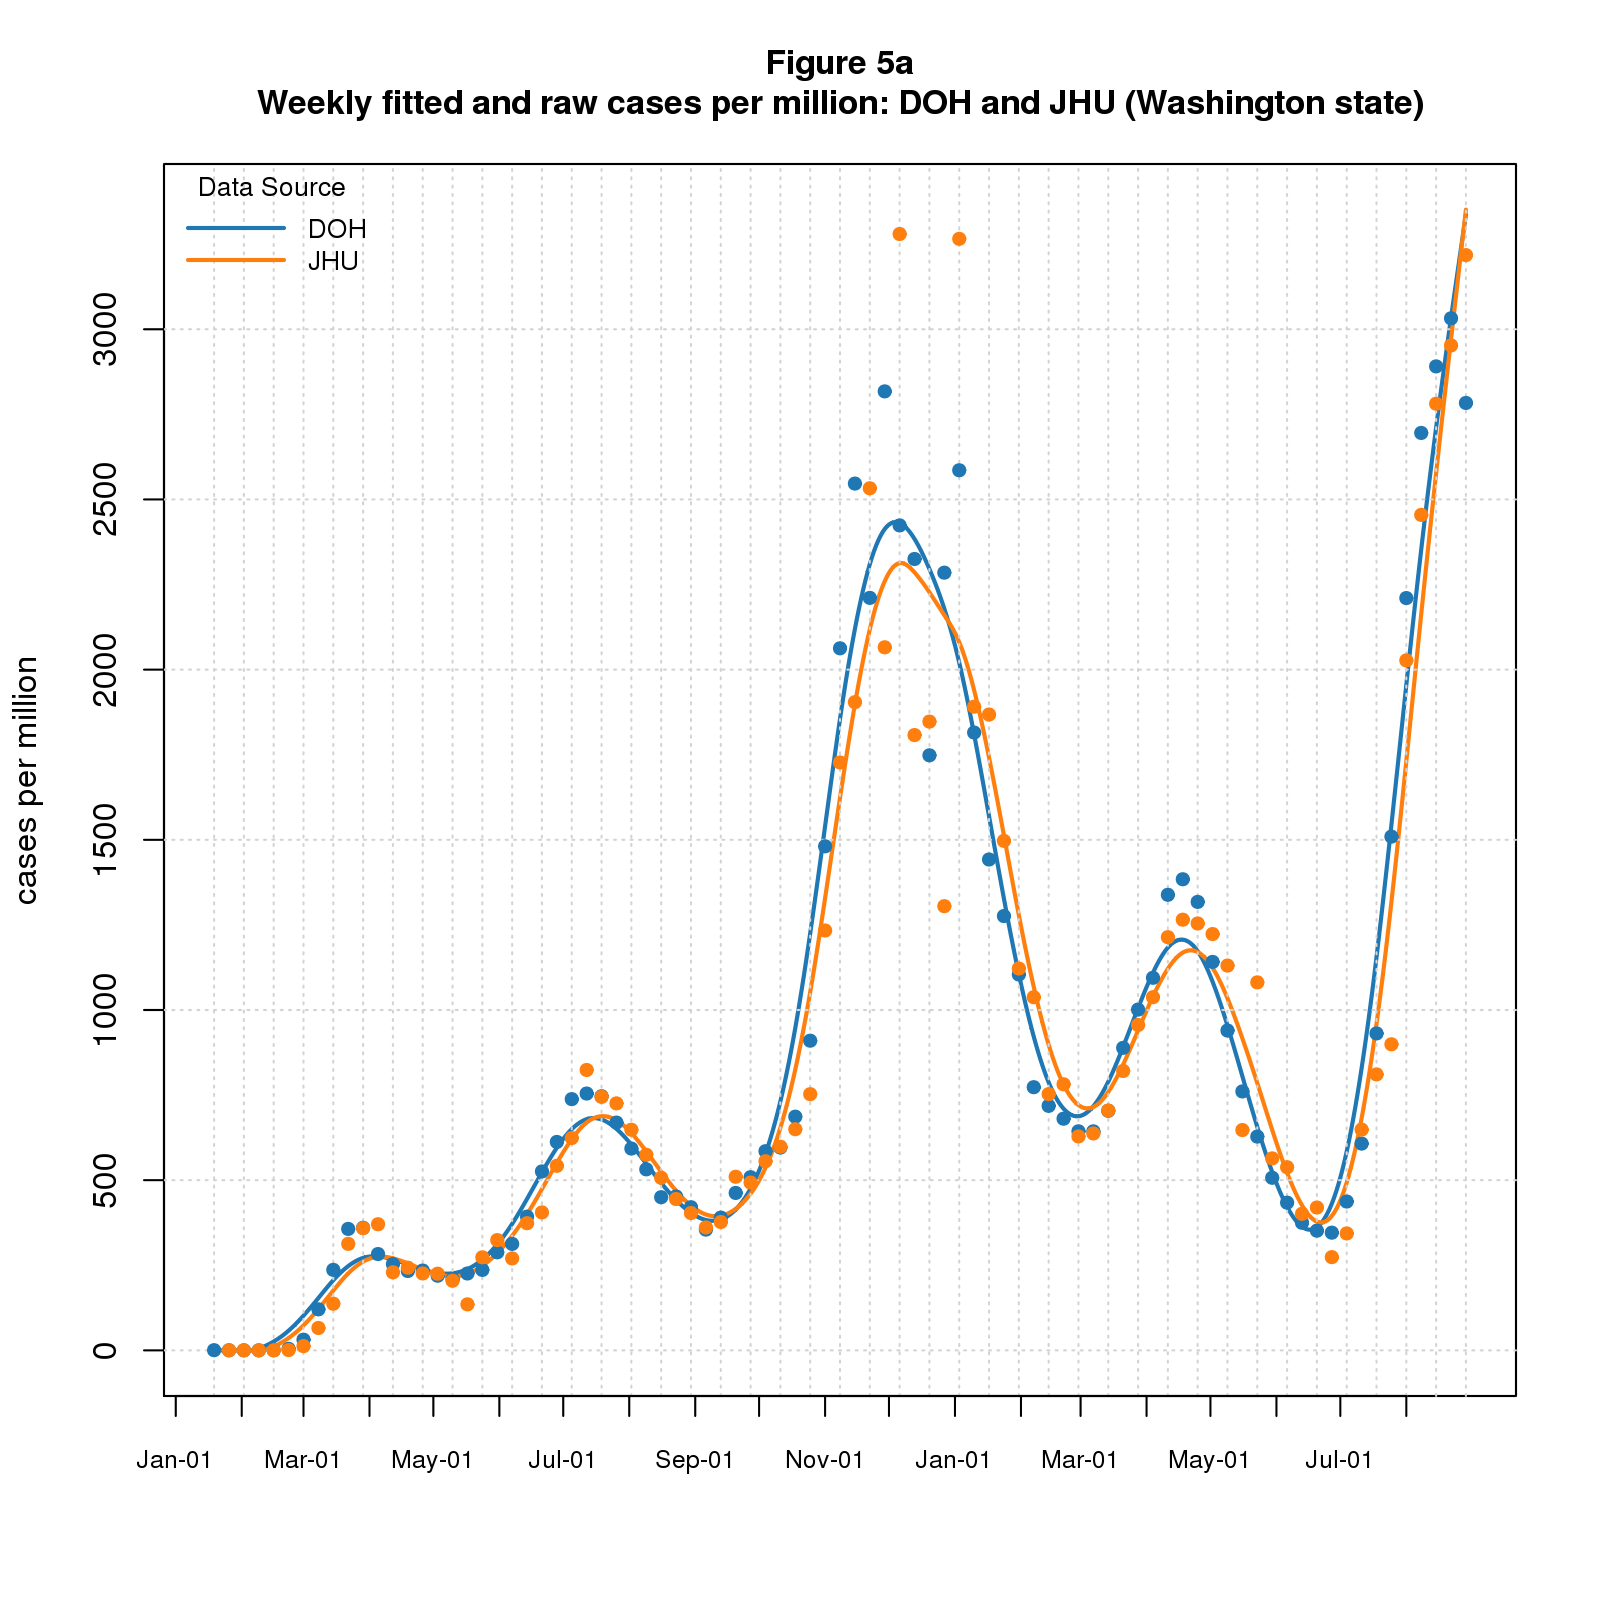 Figure 5a
Weekly fitted and raw cases per million: DOH and JHU (Washington state)
Data Source
DOH
JHU
cases per million
3000
2500
2000
1500
1000
500
0
Jan-01 Mar-01 May-01 Jul-01 Sep-01 Nov-01 Jan-01 Mar-01 May-01 Jul-01